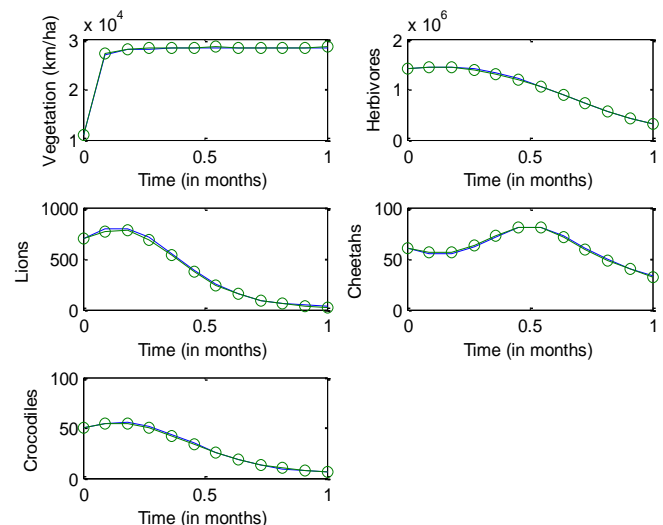 x 10^4
3
2
1
Vegetation (km/ha)
0 0.5 1
Time (in months)
x 10^6
2
1
0
Herbivores
0 0.5 1
Time (in months)
1000
500
0
Lions
0 0.5 1
Time (in months)
100
50
0
Cheetahs
0 0.5 1
Time (in months)
100
50
0
Crocodiles
0 0.5 1
Time (in months)